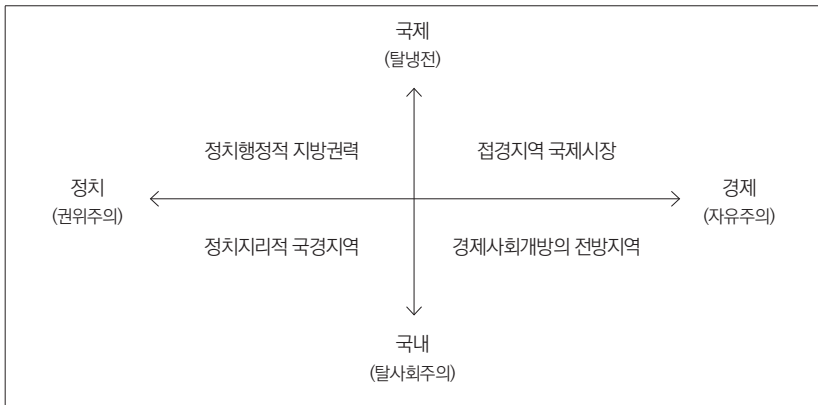 국제
(탈냉전)
정치행정적 지방권력
접경지역 국제시장
정치
(권위주의)
경제
(자유주의)
정치지리적 국경지역
경제사회개방의 전방지역
국내
(탈사회주의)